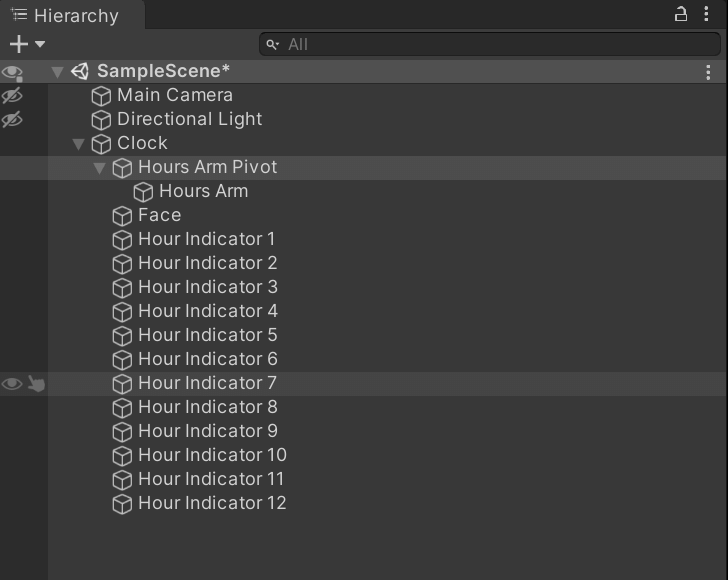 Hierarchy
All
SampleScene*
Main Camera
Directional Light
Clock
Hours Arm Pivot
Hours Arm
Face
Hour Indicator 1
Hour Indicator 2
Hour Indicator 3
Hour Indicator 4
Hour Indicator 5
Hour Indicator 6
Hour Indicator 7
Hour Indicator 8
Hour Indicator 9
Hour Indicator 10
Hour Indicator 11
Hour Indicator 12